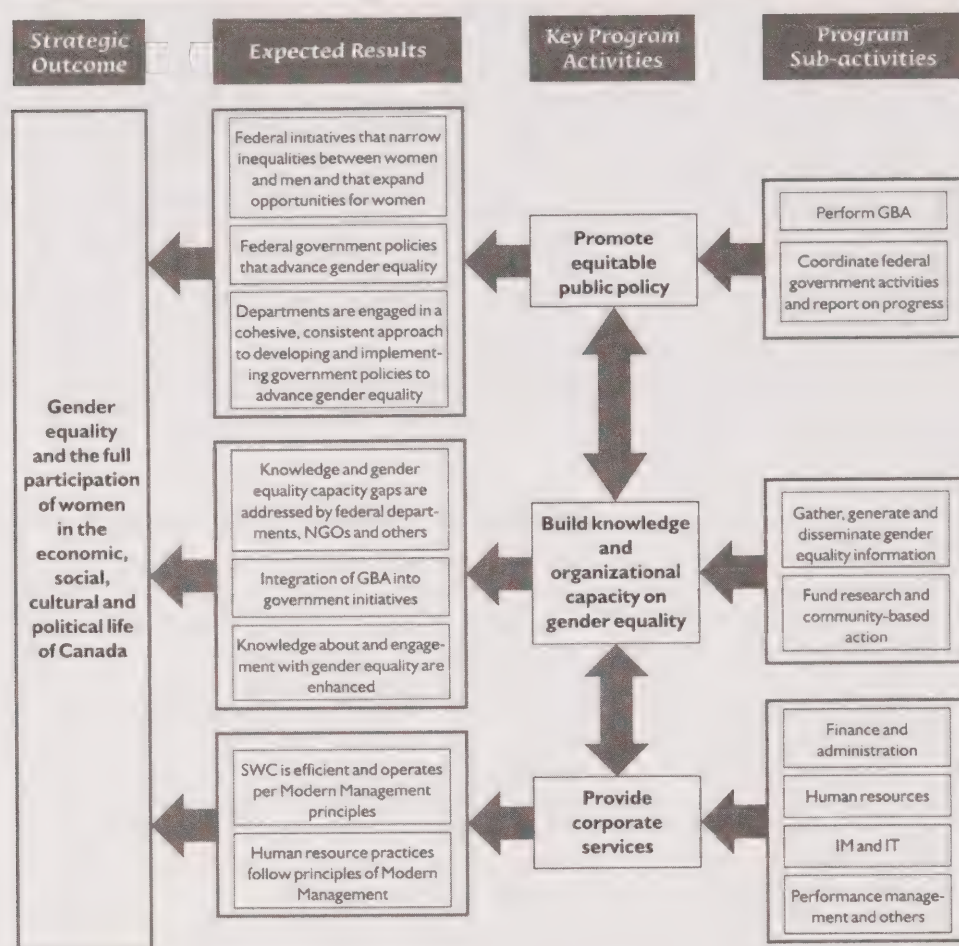 Strategic
Outcome
Expected Results
Key Program
Activities
Program
Sub-activities
Gender
equality
and the full
participation
of women
in the
economic,
social,
cultural and
political life
of Canada
Federal initiatives that narrow
inequalities between women
and men and that expand
opportunities for women
Federal government policies
that advance gender equality
Departments are engaged in a
cohesive, consistent approach
to developing and implement-
ing government policies to
advance gender equality
Promote
equitable
public policy
Perform GBA
Coordinate federal
government activities
and report on progress
Knowledge and gender
equality capacity gaps are
addressed by federal depart-
ments, NGOs and others
Integration of GBA into
government initiatives
Knowledge about and engage-
ment with gender equality are
enhanced
Build knowledge
and
organizational
capacity on
gender equality
Gather, generate and
disseminate gender
equality information
Fund research and
community-based
action
SWC is efficient and operates
per Modern Management
principles
Human resource practices
follow principles of Modern
Management
Provide
corporate
services
Finance and
administration
Human resources
IM and IT
Performance manage-
ment and others